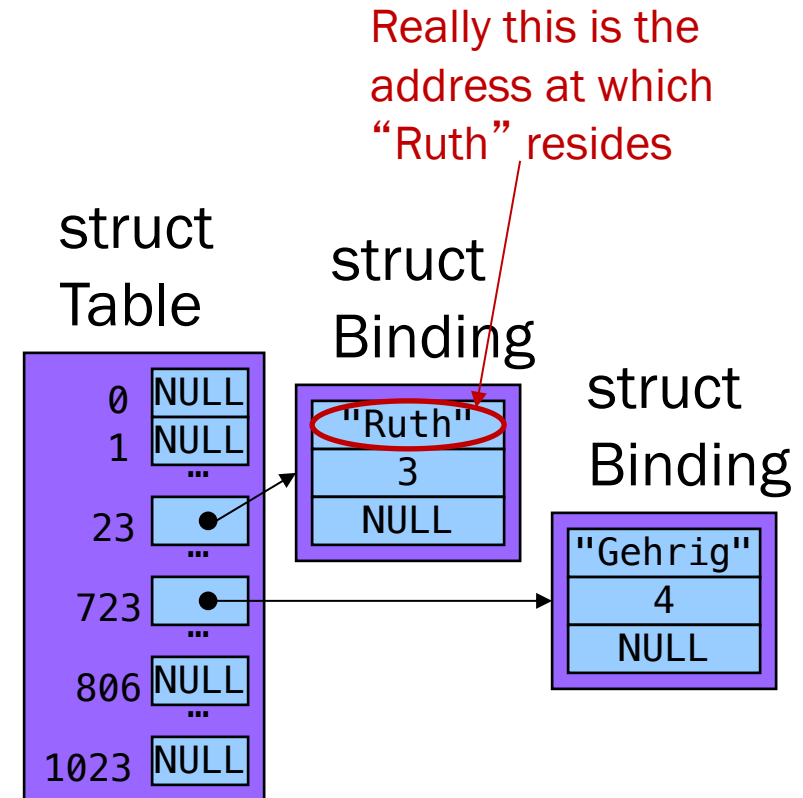 Really this is the
address at which
“Ruth” resides
struct
Table
struct
Binding
struct
Binding
0 NULL
1 NULL
…
23
…
723
…
806 NULL
…
1023 NULL
"Ruth"
3
NULL
"Gehrig"
4
NULL